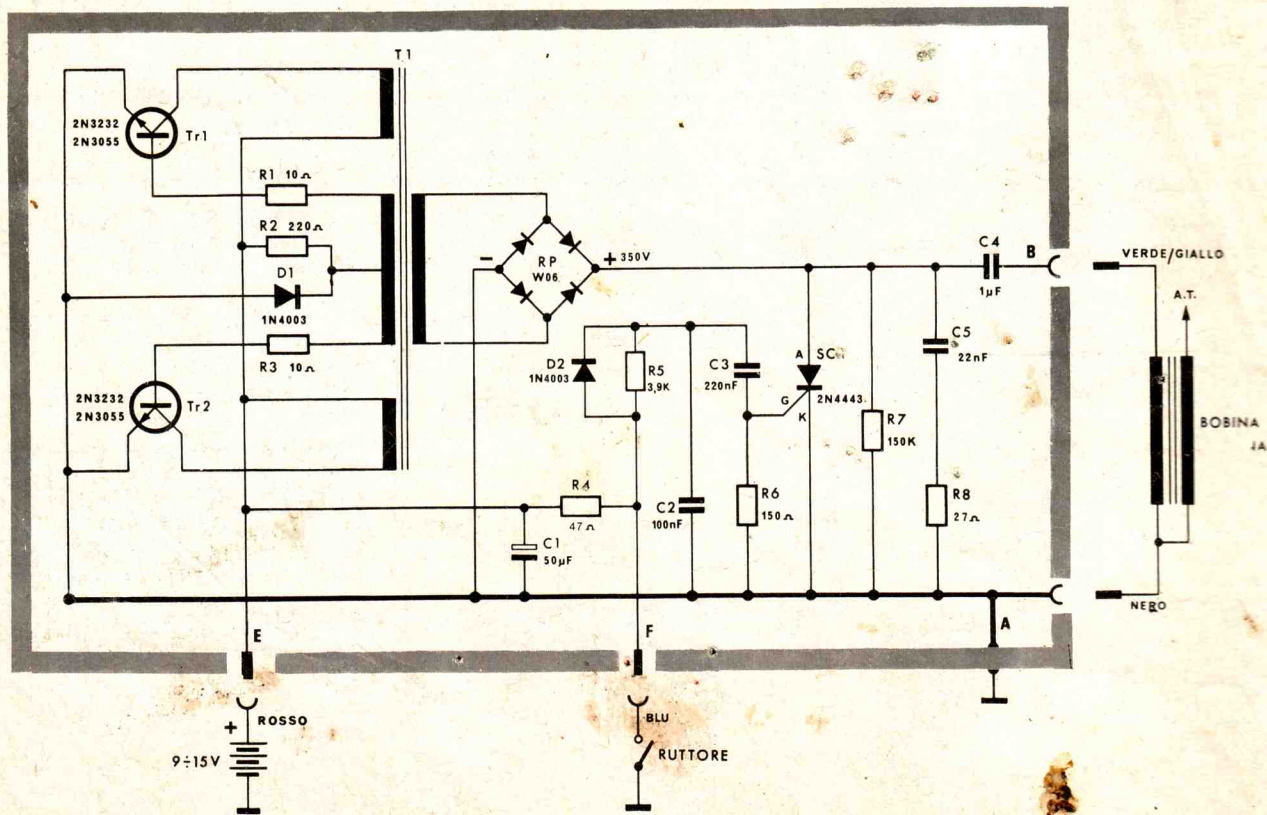 T1
2N3232
2N3055
Tr1
R1 10Ω
R2 220Ω
D1
1N4003
R3 10Ω
2N3232
2N3055
Tr2
−
RP
W06
+ 350V
C4
1µF
B
VERDE/GIALLO
A.T.
D2
1N4003
R5
3,9K
C3
220nF
A
G
K
2N4443
C5
22nF
R7
150K
BOBINA
R4
47Ω
C1
50µF
C2
100nF
R6
150Ω
R8
27Ω
NERO
E
F
A
ROSSO
+
9÷15V
BLU
RUTTORE